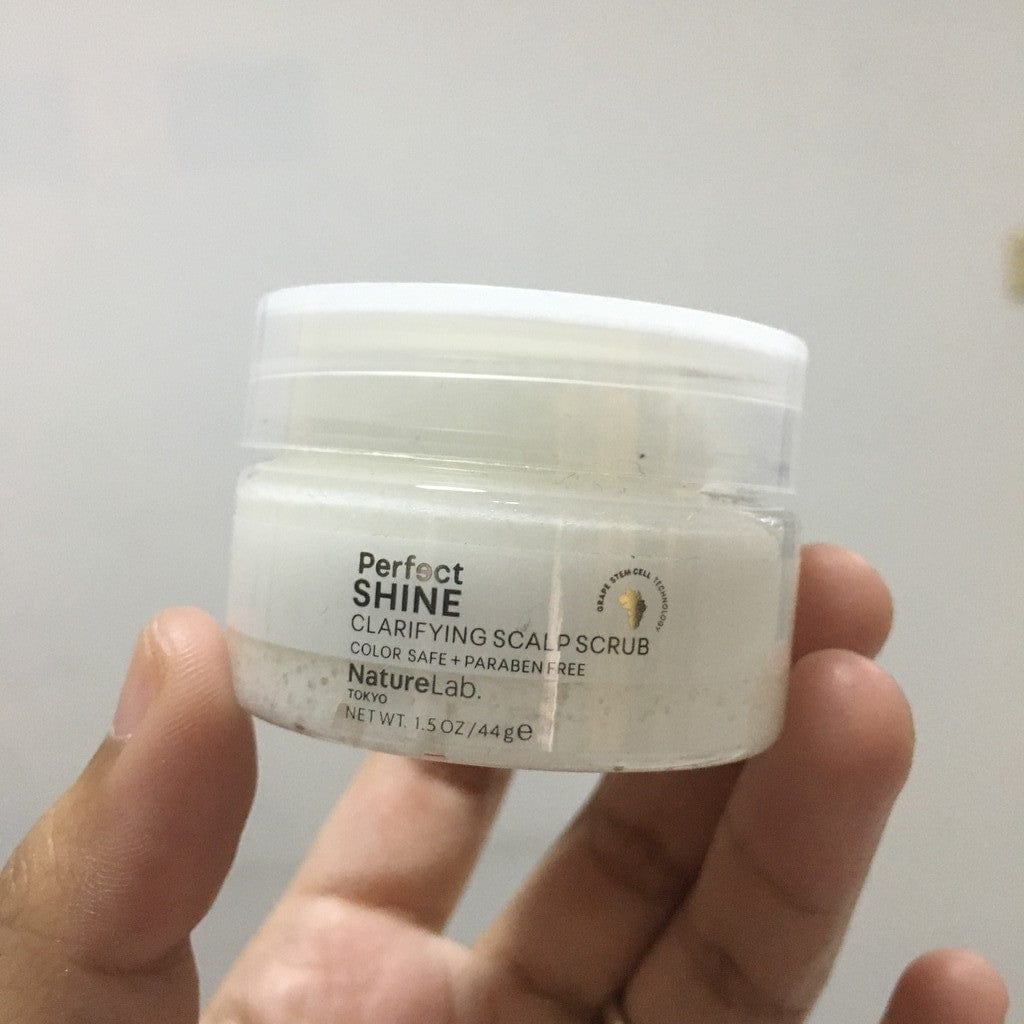 Perfect
SHINE
CLARIFYING SCALP SCRUB
COLOR SAFE + PARABEN FREE
NatureLab.
TOKYO
NET WT. 1.5 OZ/44g℮
GRAPE STEM CELL TECHNOLOGY